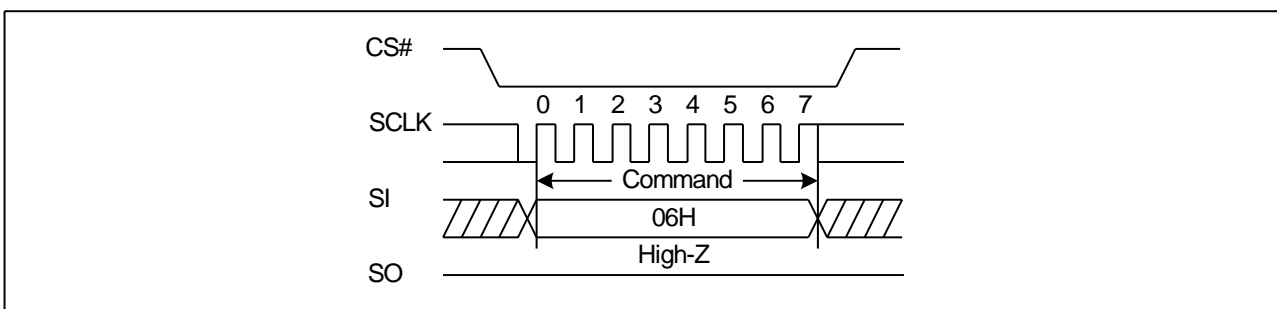 CS#
0 1 2 3 4 5 6 7
SCLK
Command
SI
06H
High-Z
SO